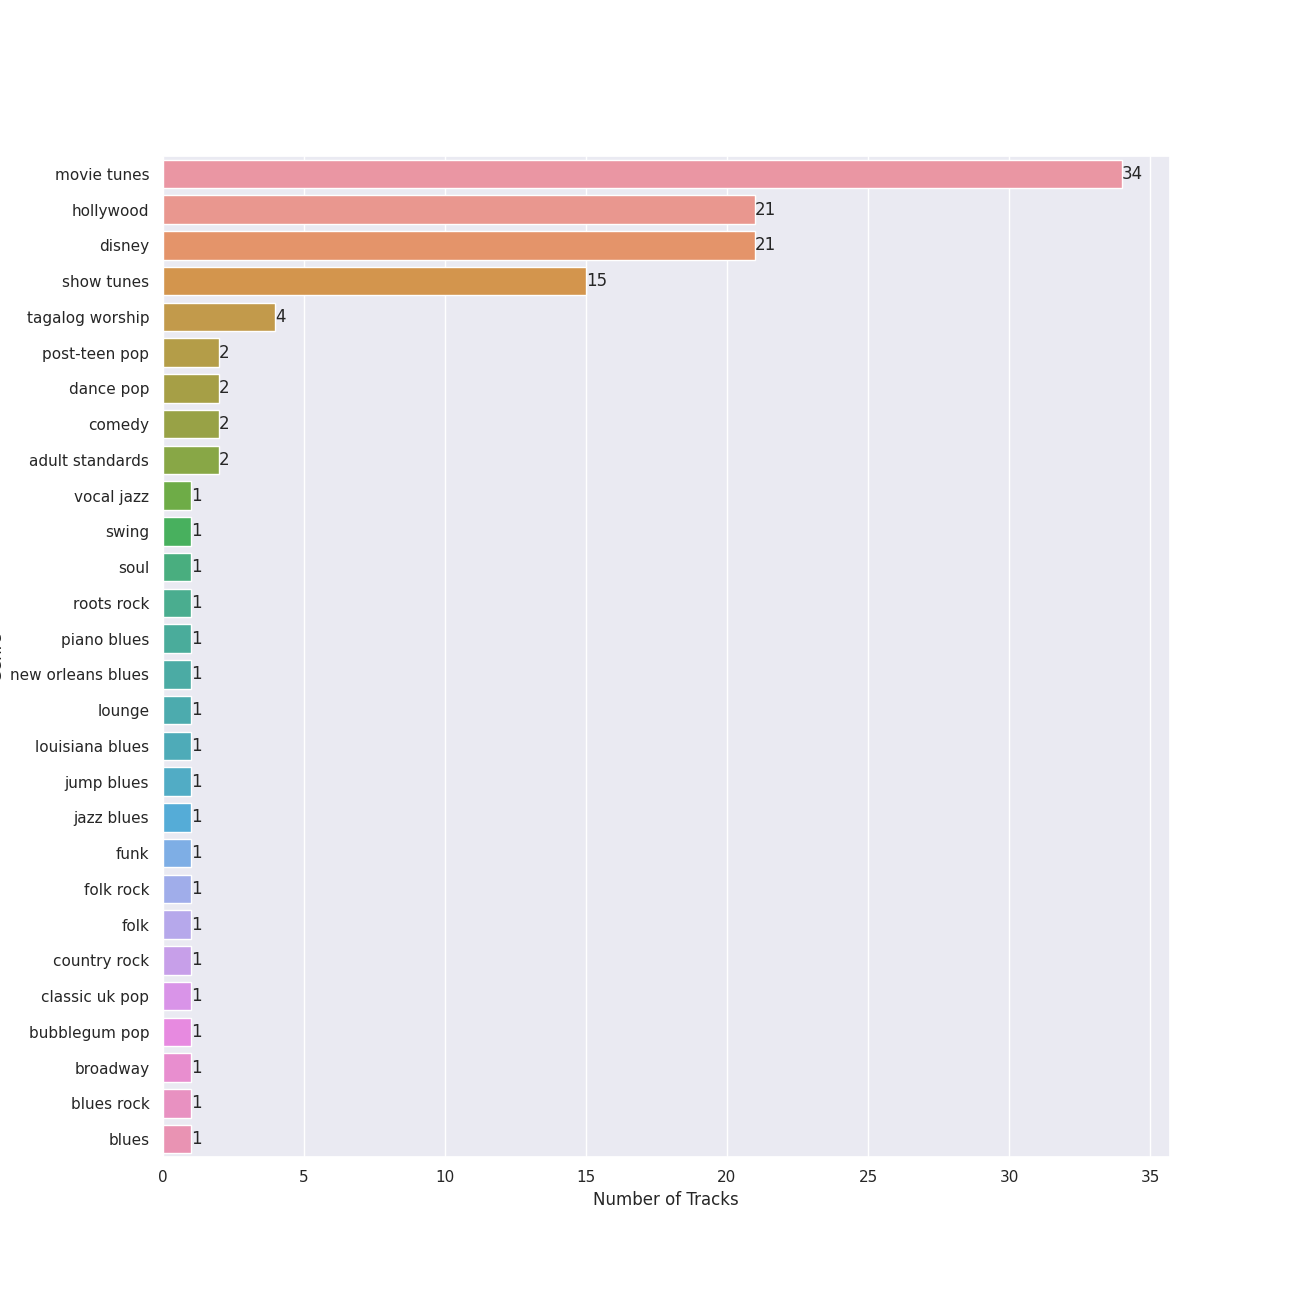 movie tunes 34
hollywood 21
disney 21
show tunes 15
tagalog worship 4
post-teen pop 2
dance pop 2
comedy 2
adult standards 2
vocal jazz 1
swing 1
soul 1
roots rock 1
piano blues 1
new orleans blues 1
lounge 1
louisiana blues 1
jump blues 1
jazz blues 1
funk 1
folk rock 1
folk 1
country rock 1
classic uk pop 1
bubblegum pop 1
broadway 1
blues rock 1
blues 1
0 5 10 15 20 25 30 35
Number of Tracks